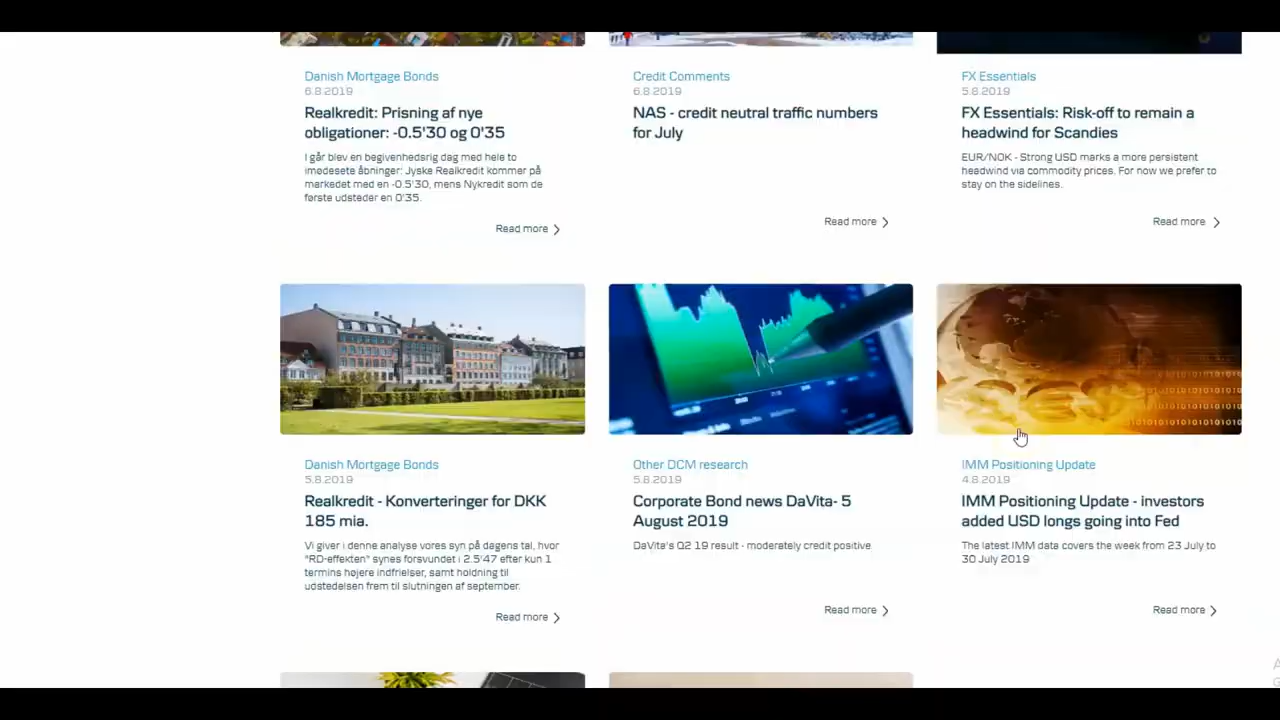 Danish Mortgage Bonds
6.8.2019
Realkredit: Prisning af nye
obligationer: -0.5'30 og 0'35
I går blev en begivenhedsrig dag med hele to
imødesete åbninger: Jyske Realkredit kommer på
markedet med en -0.5'30, mens Nykredit som de
første udsteder en 0'35.
Read more
Credit Comments
6.8.2019
NAS - credit neutral traffic numbers
for July
Read more
FX Essentials
5.8.2019
FX Essentials: Risk-off to remain a
headwind for Scandies
EUR/NOK - Strong USD marks a more persistent
headwind via commodity prices. For now we prefer to
stay on the sidelines.
Read more
Danish Mortgage Bonds
5.8.2019
Realkredit - Konverteringer for DKK
185 mia.
Vi giver i denne analyse vores syn på dagens tal, hvor
"RD-effekten" synes forsvundet i 2.5'47 efter kun 1
termins højere indfrielser, samt holdning til
udstedelsen frem til slutningen af september.
Read more
Other DCM research
5.8.2019
Corporate Bond news DaVita- 5
August 2019
DaVita's Q2 19 result - moderately credit positive
Read more
IMM Positioning Update
4.8.2019
IMM Positioning Update - investors
added USD longs going into Fed
The latest IMM data covers the week from 23 July to
30 July 2019
Read more